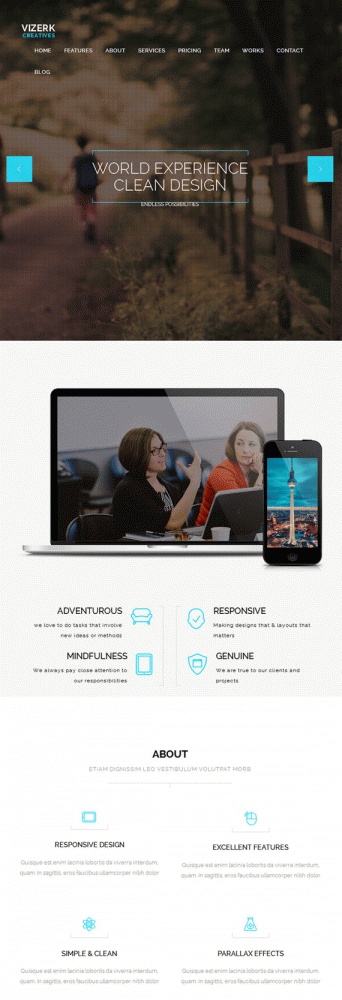 VIZERK
CREATIVES
HOME FEATURES ABOUT SERVICES PRICING TEAM WORKS CONTACT
BLOG
WORLD EXPERIENCE
CLEAN DESIGN
ENDLESS POSSIBILITIES
ADVENTUROUS
we love to do tasks that involve
new ideas or methods
RESPONSIVE
Making designs that & layouts that
matters
MINDFULNESS
We always pay close attention to
our responsibilities
GENUINE
We are true to our clients and
projects
ABOUT
ETIAM DIGNISSIM LEO VESTIBULUM VOLUTPAT MORBI
RESPONSIVE DESIGN
Quisque est enim lacinia lobortis da viverra interdum,
quam in sagittis, eros faucibus ullamcorper nibh dolor
EXCELLENT FEATURES
Quisque est enim lacinia lobortis da viverra interdum,
quam in sagittis, eros faucibus ullamcorper nibh dolor
SIMPLE & CLEAN
Quisque est enim lacinia lobortis da viverra interdum,
quam in sagittis, eros faucibus ullamcorper nibh dolor
PARALLAX EFFECTS
Quisque est enim lacinia lobortis da viverra interdum,
quam in sagittis, eros faucibus ullamcorper nibh dolor